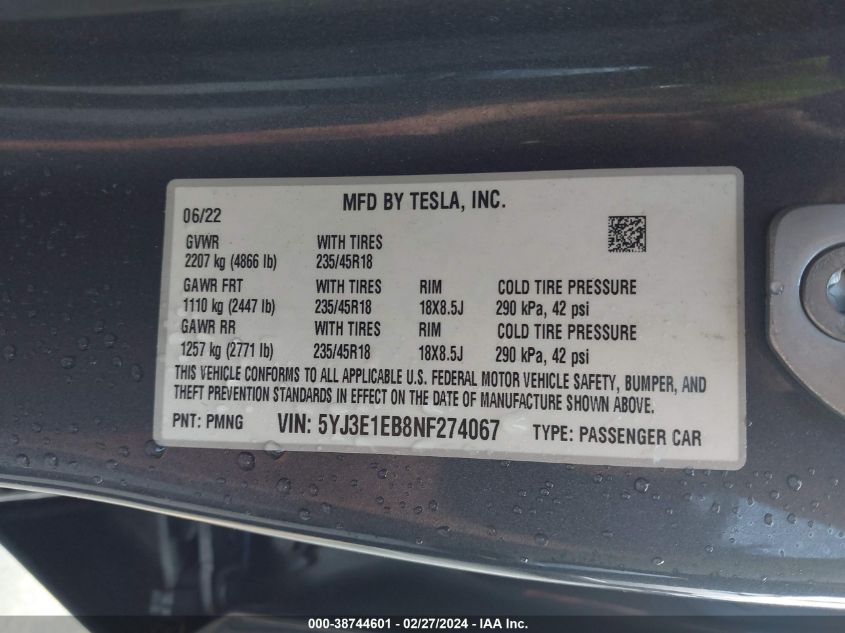 MFD BY TESLA, INC.
06/22
GVWR WITH TIRES
2207 kg (4866 lb) 235/45R18
GAWR FRT WITH TIRES RIM COLD TIRE PRESSURE
1110 kg (2447 lb) 235/45R18 18X8.5J 290 kPa, 42 psi
GAWR RR WITH TIRES RIM COLD TIRE PRESSURE
1257 kg (2771 lb) 235/45R18 18X8.5J 290 kPa, 42 psi
THIS VEHICLE CONFORMS TO ALL APPLICABLE U.S. FEDERAL MOTOR VEHICLE SAFETY, BUMPER, AND
THEFT PREVENTION STANDARDS IN EFFECT ON THE DATE OF MANUFACTURE SHOWN ABOVE.
PNT: PMNG VIN: 5YJ3E1EB8NF274067 TYPE: PASSENGER CAR
000-38744601 - 02/27/2024 - IAA Inc.